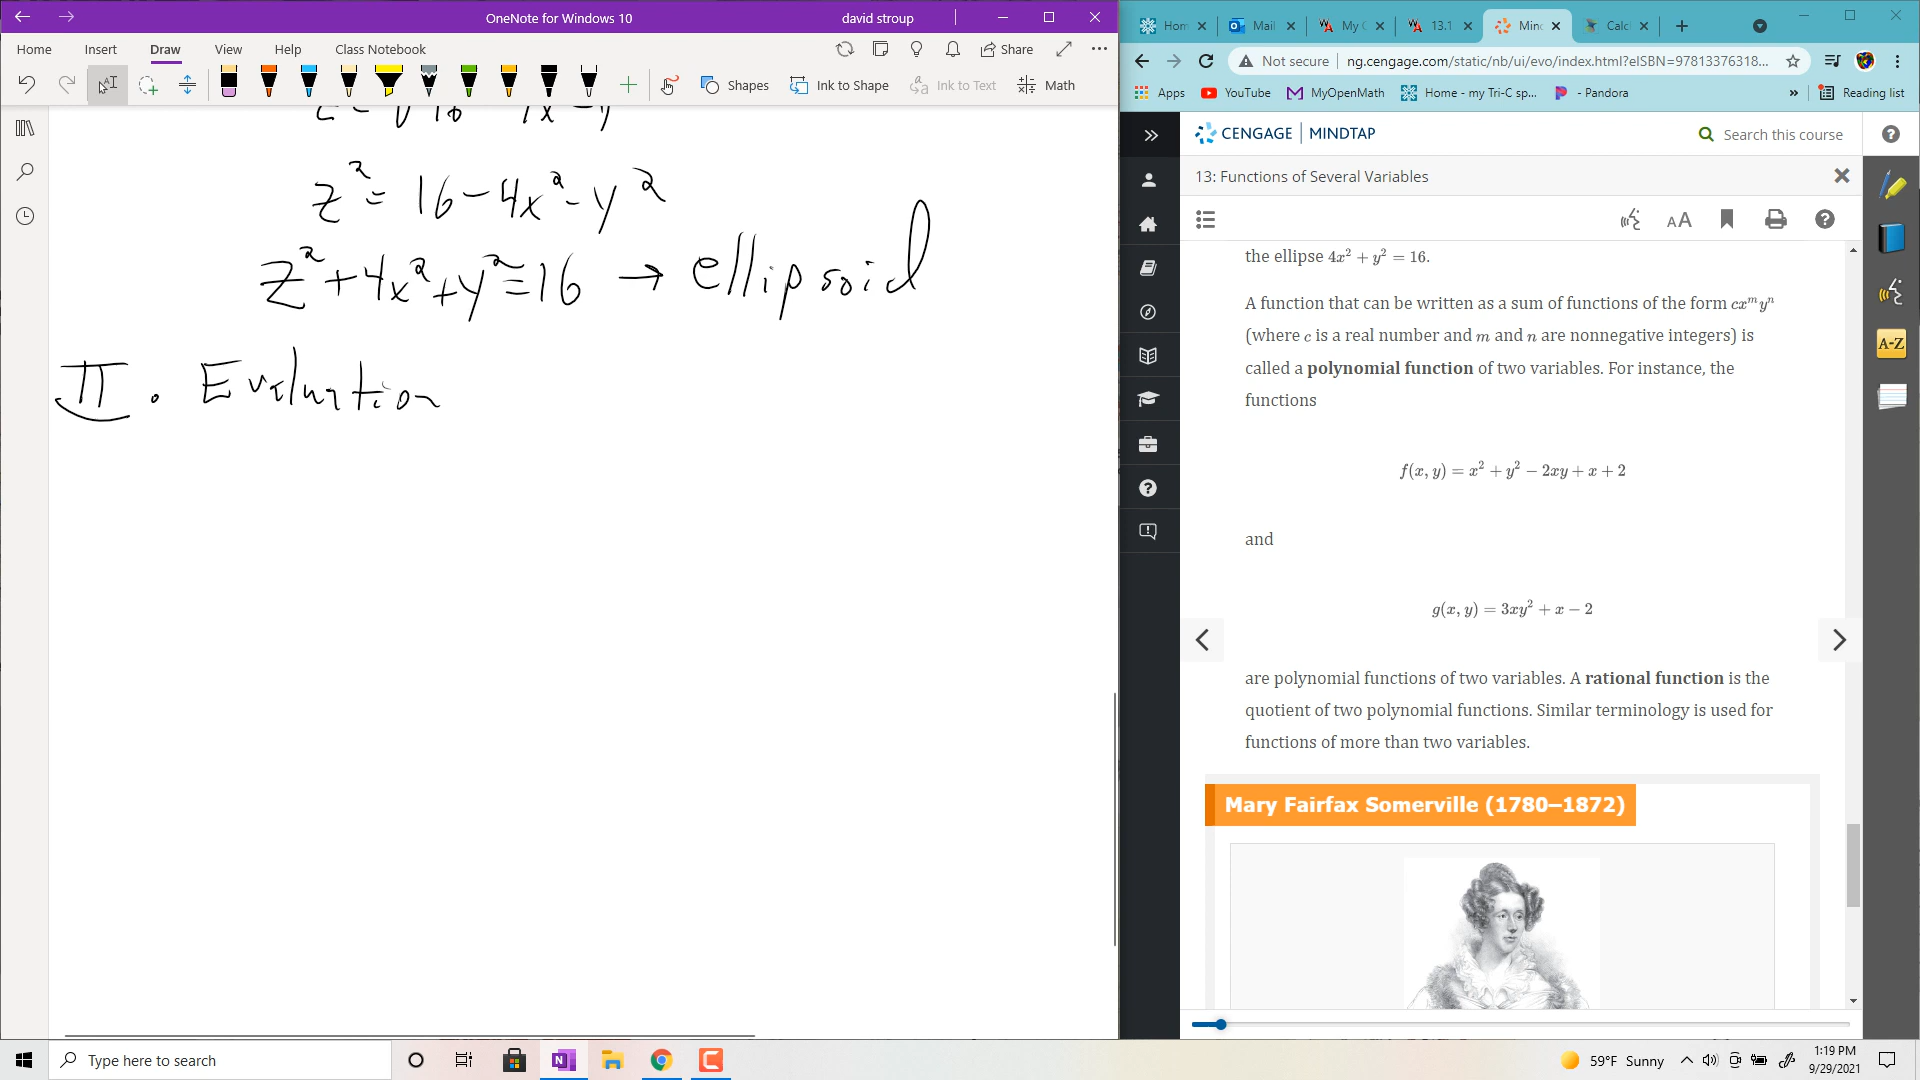 OneNote for Windows 10
david stroup
Home Insert Draw View Help Class Notebook
Share
Shapes Ink to Shape Ink to Text Math
z² = 16 - 4x² - y²
z² + 4x² + y² = 16 → ellipsoid
II. Evaluation
Hom Mail My C 13.1 Minc Calc
Not secure ng.cengage.com/static/nb/ui/evo/index.html?eISBN=97813376318...
Apps YouTube MyOpenMath Home - my Tri-C sp... - Pandora » Reading list
CENGAGE MINDTAP
Search this course
13: Functions of Several Variables
AA
the ellipse 4x² + y² = 16.
A function that can be written as a sum of functions of the form cxᵐyⁿ
(where c is a real number and m and n are nonnegative integers) is
called a polynomial function of two variables. For instance, the
functions
f(x, y) = x² + y² − 2xy + x + 2
and
g(x, y) = 3xy² + x − 2
are polynomial functions of two variables. A rational function is the
quotient of two polynomial functions. Similar terminology is used for
functions of more than two variables.
Mary Fairfax Somerville (1780–1872)
A-Z
Type here to search
59°F Sunny
1:19 PM
9/29/2021